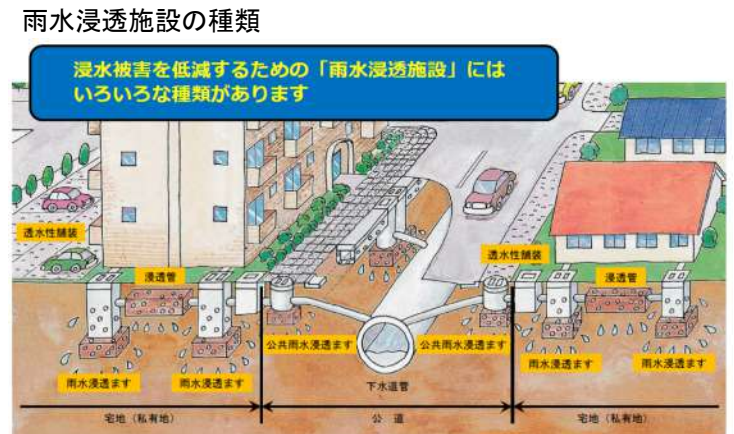 雨水浸透施設の種類
浸水被害を低減するための「雨水浸透施設」には
いろいろな種類があります
透水性舗装
透水性舗装
浸透管
浸透管
公共雨水浸透ます
公共雨水浸透ます
雨水浸透ます
雨水浸透ます
雨水浸透ます
雨水浸透ます
下水道管
宅地（私有地）
公　道
宅地（私有地）